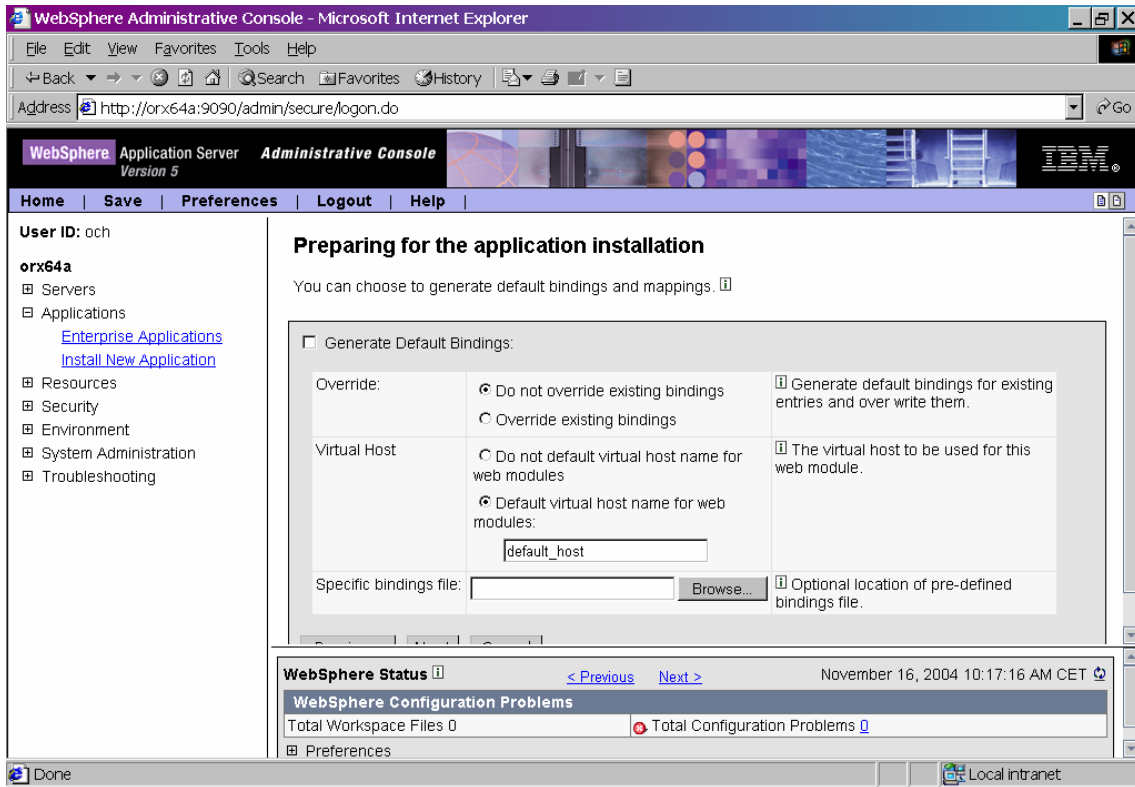 WebSphere Administrative Console - Microsoft Internet Explorer
File Edit View Favorites Tools Help
Back Search Favorites History
Address http://orx64a:9090/admin/secure/logon.do Go
WebSphere. Application Server Administrative Console
Version 5
IBM®
Home | Save | Preferences | Logout | Help |
User ID: och
orx64a
Servers
Applications
Enterprise Applications
Install New Application
Resources
Security
Environment
System Administration
Troubleshooting
Preparing for the application installation
You can choose to generate default bindings and mappings. i
Generate Default Bindings:
Override:
Do not override existing bindings
Override existing bindings
i Generate default bindings for existing
entries and over write them.
Virtual Host
Do not default virtual host name for
web modules
Default virtual host name for web
modules:
default_host
i The virtual host to be used for this
web module.
Specific bindings file:
Browse...
i Optional location of pre-defined
bindings file.
WebSphere Status i
< Previous Next >
November 16, 2004 10:17:16 AM CET
WebSphere Configuration Problems
Total Workspace Files 0
Total Configuration Problems 0
Preferences
Done
Local intranet